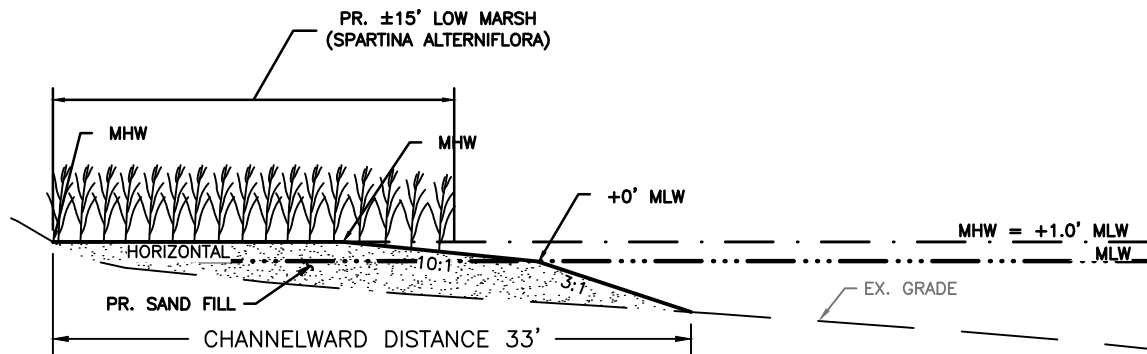 PR. ±15' LOW MARSH
(SPARTINA ALTERNIFLORA)
MHW
MHW
+0' MLW
MHW = +1.0' MLW
MLW
HORIZONTAL
10:1
3:1
PR. SAND FILL
EX. GRADE
CHANNELWARD DISTANCE 33'